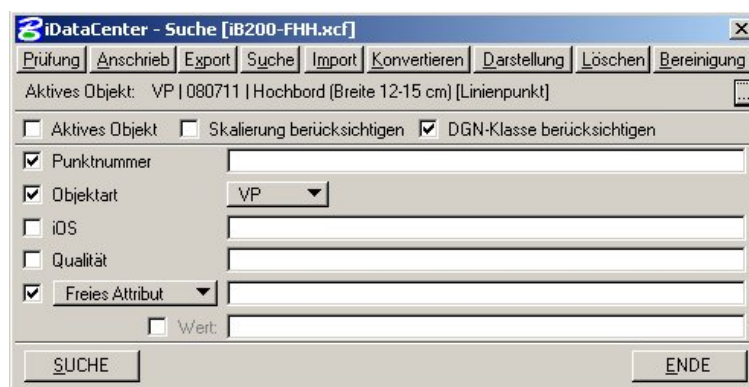 iDataCenter - Suche [iB200-FHH.xcf]
Prüfung Anschrieb Export Suche Import Konvertieren Darstellung Löschen Bereinigung
Aktives Objekt: VP | 080711 | Hochbord (Breite 12-15 cm) [Linienpunkt] ...
Aktives Objekt Skalierung berücksichtigen DGN-Klasse berücksichtigen
Punktnummer
Objektart VP
iOS
Qualität
Freies Attribut
Wert:
SUCHE ENDE